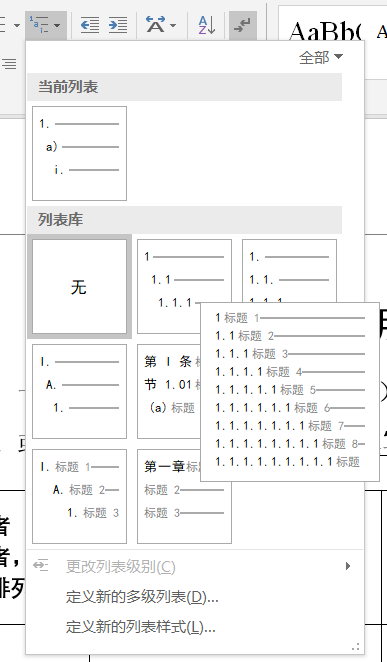 AaBb
全部
当前列表
1.
a)
i.
列表库
无
1
1.1
1.1.1
1.
1.1.
1 标题 1
1.1 标题 2
1.1.1 标题 3
1.1.1.1 标题 4
1.1.1.1.1 标题 5
1.1.1.1.1.1 标题 6
1.1.1.1.1.1.1 标题 7
1.1.1.1.1.1.1.1 标题 8
1.1.1.1.1.1.1.1.1 标题
I.
A.
1.
第 I 条 标
节 1.01 标
(a) 标题
I. 标题 1
A. 标题 2
1. 标题 3
第一章 标题
标题 2
标题 3
者
者，
排列
更改列表级别(C)
定义新的多级列表(D)...
定义新的列表样式(L)...